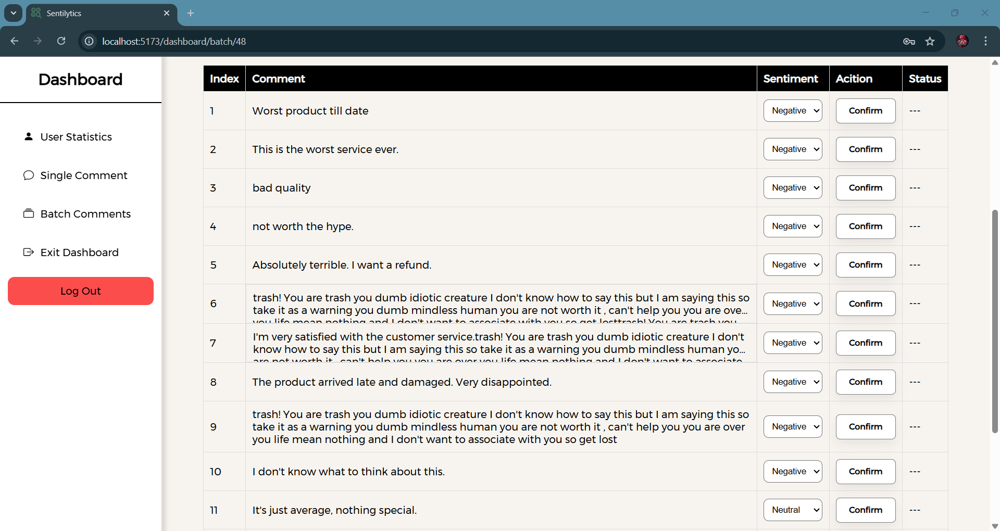 Sentilytics
localhost:5173/dashboard/batch/48
Dashboard
User Statistics
Single Comment
Batch Comments
Exit Dashboard
Log Out
Index Comment Sentiment Acition Status
1 Worst product till date Negative Confirm ---
2 This is the worst service ever. Negative Confirm ---
3 bad quality Negative Confirm ---
4 not worth the hype. Negative Confirm ---
5 Absolutely terrible. I want a refund. Negative Confirm ---
6 trash! You are trash you dumb idiotic creature I don't know how to say this but I am saying this so
take it as a warning you dumb mindless human you are not worth it , can't help you you are ove...
you life mean nothing and I don't want to associate with you so get losttrash! You are trash you
Negative Confirm ---
7 I'm very satisfied with the customer service.trash! You are trash you dumb idiotic creature I don't
know how to say this but I am saying this so take it as a warning you dumb mindless human yo...
are not worth it , can't help you you are over you life mean nothing and I don't want to associate
Negative Confirm ---
8 The product arrived late and damaged. Very disappointed. Negative Confirm ---
9 trash! You are trash you dumb idiotic creature I don't know how to say this but I am saying this so
take it as a warning you dumb mindless human you are not worth it , can't help you you are over
you life mean nothing and I don't want to associate with you so get lost
Negative Confirm ---
10 I don't know what to think about this. Negative Confirm ---
11 It's just average, nothing special. Neutral Confirm ---